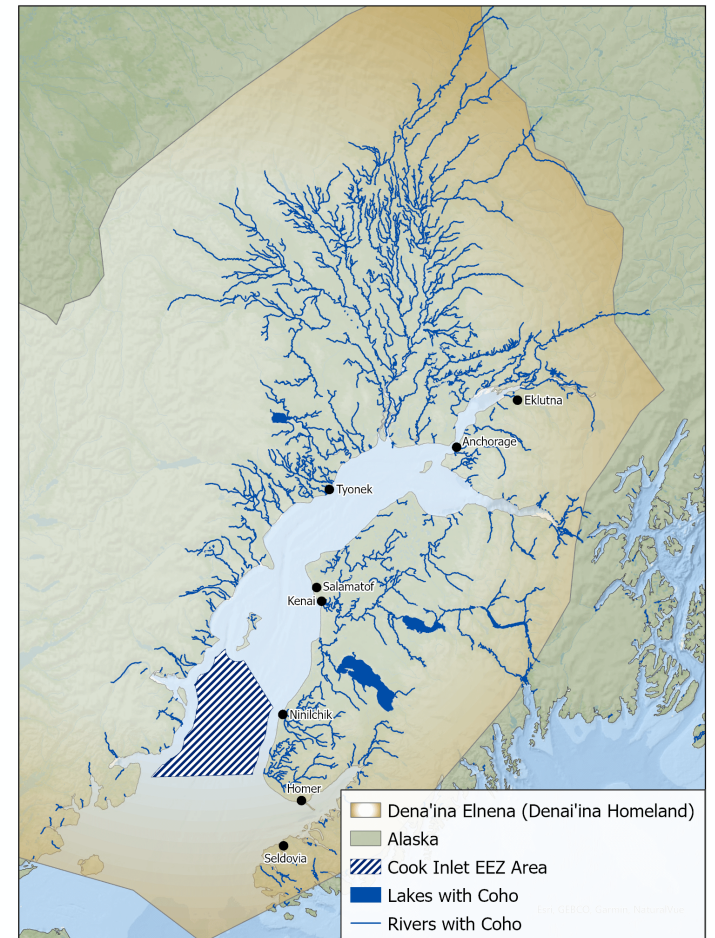 Eklutna
Anchorage
Tyonek
Salamatof
Kenai
Ninilchik
Homer
Seldovia
Dena'ina Elnena (Denai'ina Homeland)
Alaska
Cook Inlet EEZ Area
Lakes with Coho
Rivers with Coho